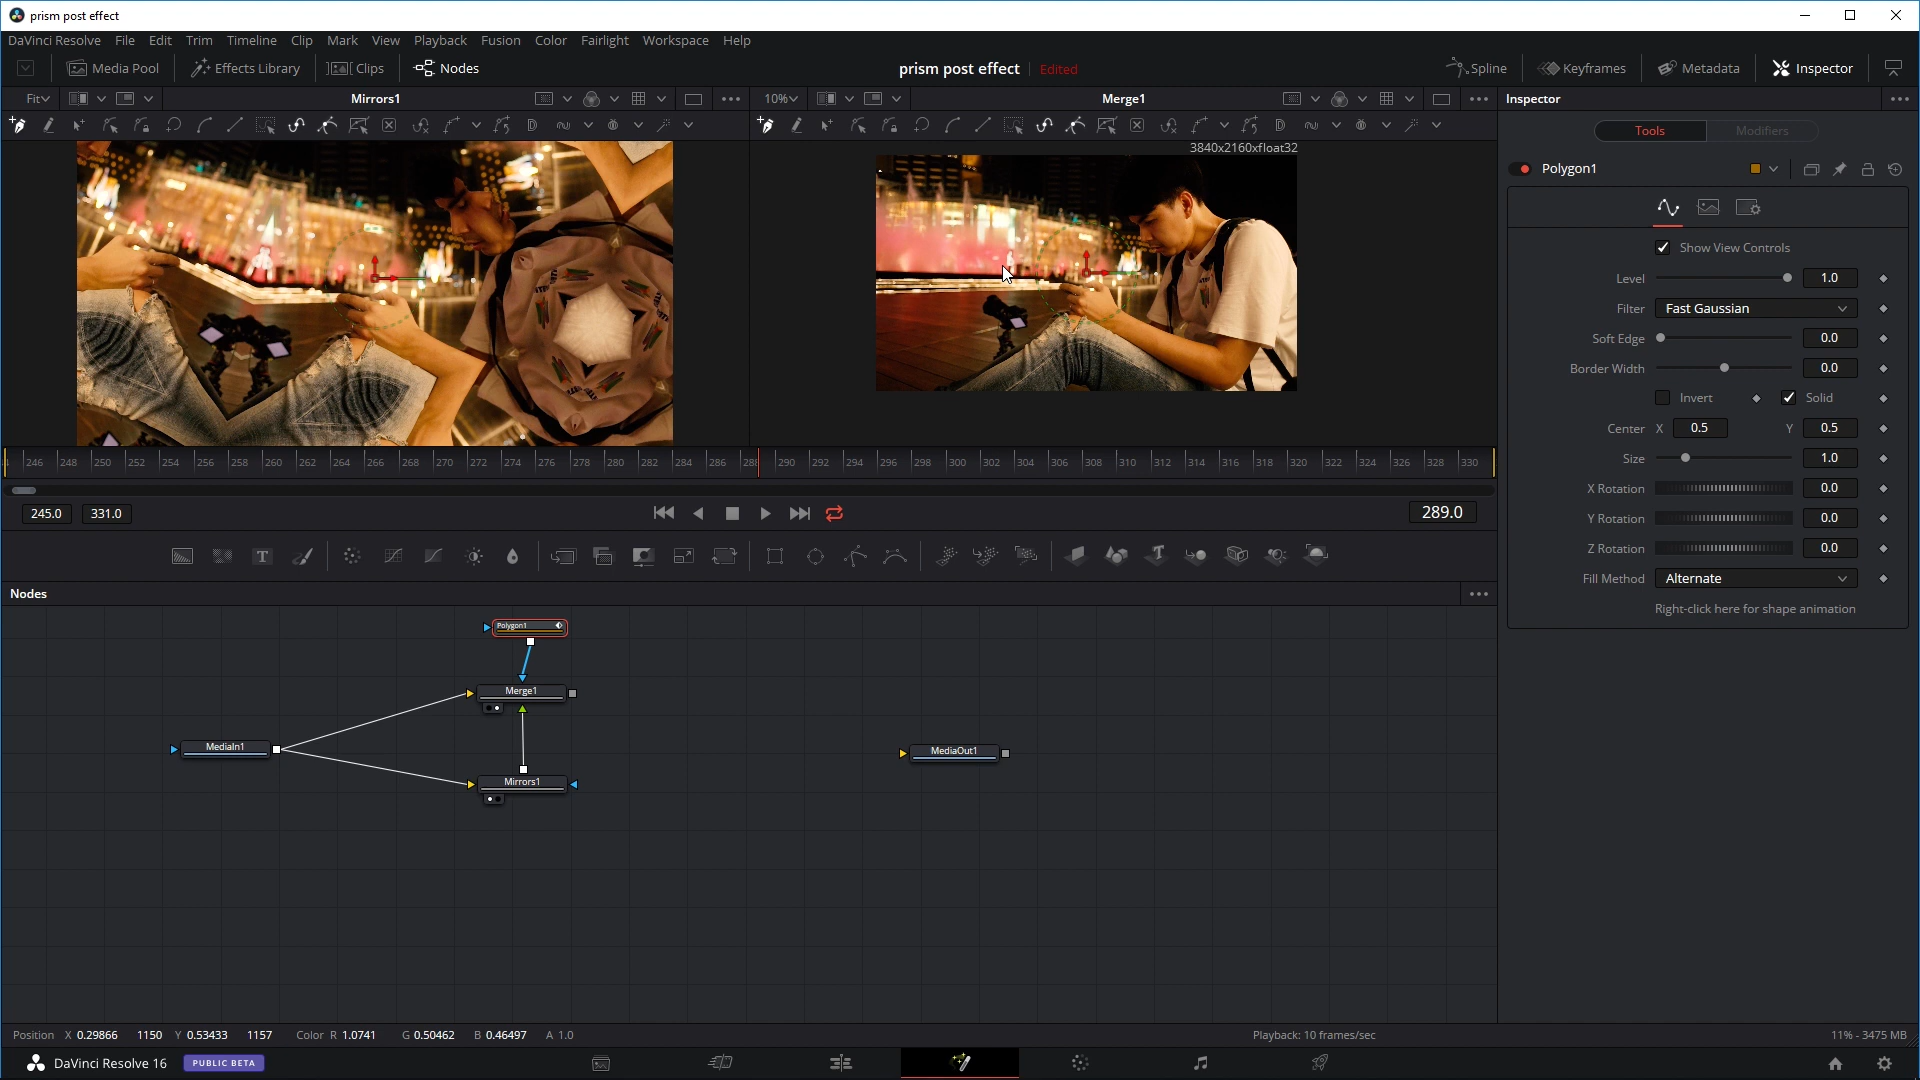 prism post effect
DaVinci Resolve File Edit Trim Timeline Clip Mark View Playback Fusion Color Fairlight Workspace Help
Media Pool Effects Library Clips Nodes prism post effect Edited Spline Keyframes Metadata Inspector
Fit Mirrors1 10% Merge1 Inspector
3840x2160xfloat32
Tools Modifiers
Polygon1
Show View Controls
Level 1.0
Filter Fast Gaussian
Soft Edge 0.0
Border Width 0.0
Invert Solid
Center X 0.5 Y 0.5
Size 1.0
X Rotation 0.0
Y Rotation 0.0
Z Rotation 0.0
Fill Method Alternate
Right-click here for shape animation
246 248 250 252 254 256 258 260 262 264 266 268 270 272 274 276 278 280 282 284 286 28 290 292 294 296 298 300 302 304 306 308 310 312 314 316 318 320 322 324 326 328 330
245.0 331.0 289.0
T
Nodes
Polygon1
Merge1
MediaIn1
MediaOut1
Mirrors1
Position X 0.29866 1150 Y 0.53433 1157 Color R 1.0741 G 0.50462 B 0.46497 A 1.0 Playback: 10 frames/sec 11% - 3475 MB
DaVinci Resolve 16 PUBLIC BETA